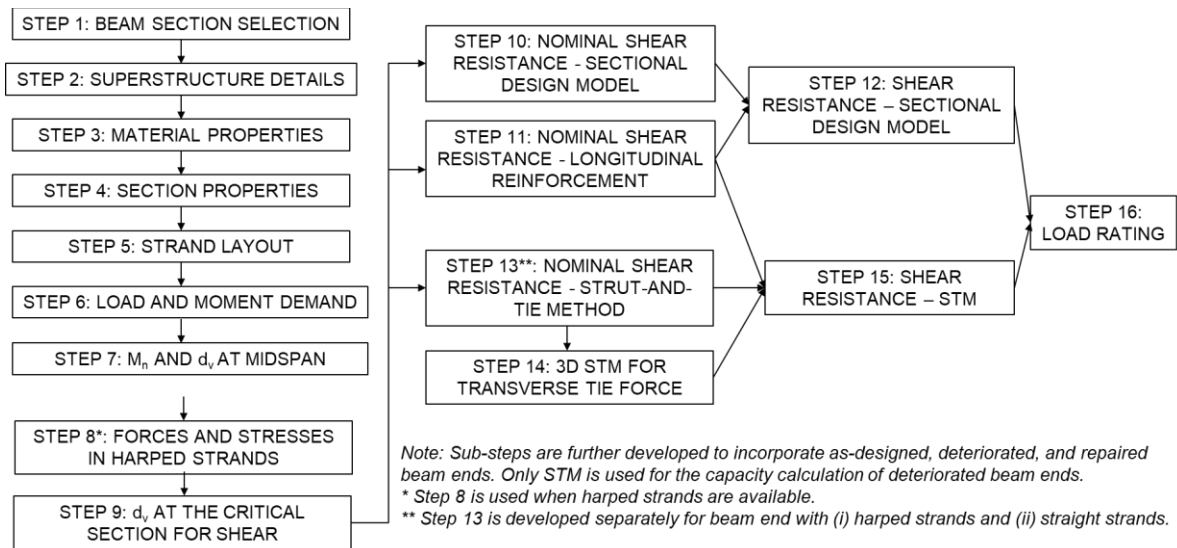 STEP 1: BEAM SECTION SELECTION
STEP 2: SUPERSTRUCTURE DETAILS
STEP 3: MATERIAL PROPERTIES
STEP 4: SECTION PROPERTIES
STEP 5: STRAND LAYOUT
STEP 6: LOAD AND MOMENT DEMAND
STEP 7: Mn AND dv AT MIDSPAN
STEP 8*: FORCES AND STRESSES
IN HARPED STRANDS
STEP 9: dv AT THE CRITICAL
SECTION FOR SHEAR
STEP 10: NOMINAL SHEAR
RESISTANCE - SECTIONAL
DESIGN MODEL
STEP 11: NOMINAL SHEAR
RESISTANCE - LONGITUDINAL
REINFORCEMENT
STEP 13**: NOMINAL SHEAR
RESISTANCE - STRUT-AND-
TIE METHOD
STEP 14: 3D STM FOR
TRANSVERSE TIE FORCE
STEP 12: SHEAR
RESISTANCE – SECTIONAL
DESIGN MODEL
STEP 15: SHEAR
RESISTANCE – STM
STEP 16:
LOAD RATING
Note: Sub-steps are further developed to incorporate as-designed, deteriorated, and repaired
beam ends. Only STM is used for the capacity calculation of deteriorated beam ends.
* Step 8 is used when harped strands are available.
** Step 13 is developed separately for beam end with (i) harped strands and (ii) straight strands.